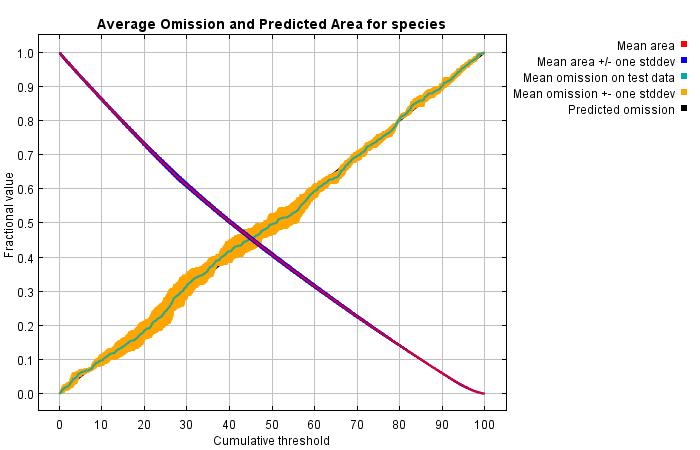 Average Omission and Predicted Area for species
Mean area
Mean area +/- one stddev
Mean omission on test data
Mean omission +- one stddev
Predicted omission
Fractional value
1.0
0.9
0.8
0.7
0.6
0.5
0.4
0.3
0.2
0.1
0.0
0 10 20 30 40 50 60 70 80 90 100
Cumulative threshold